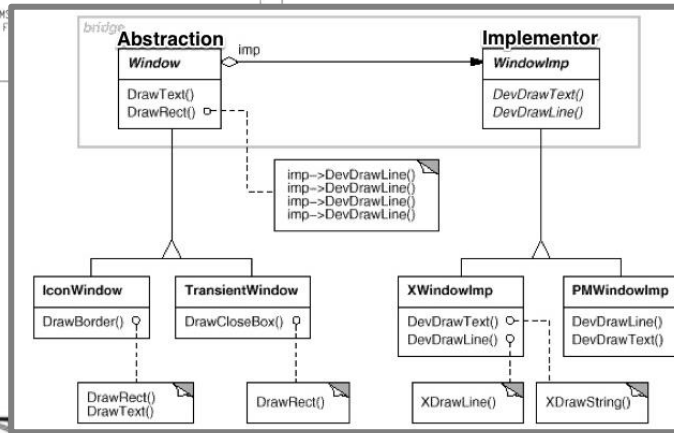 bridge
Abstraction
imp
Implementor
Window
WindowImp
DrawText()
DrawRect()
DevDrawText()
DevDrawLine()
imp->DevDrawLine()
imp->DevDrawLine()
imp->DevDrawLine()
imp->DevDrawLine()
IconWindow
TransientWindow
XWindowImp
PMWindowImp
DrawBorder()
DrawCloseBox()
DevDrawText()
DevDrawLine()
DevDrawLine()
DevDrawText()
DrawRect()
DrawText()
DrawRect()
XDrawLine()
XDrawString()